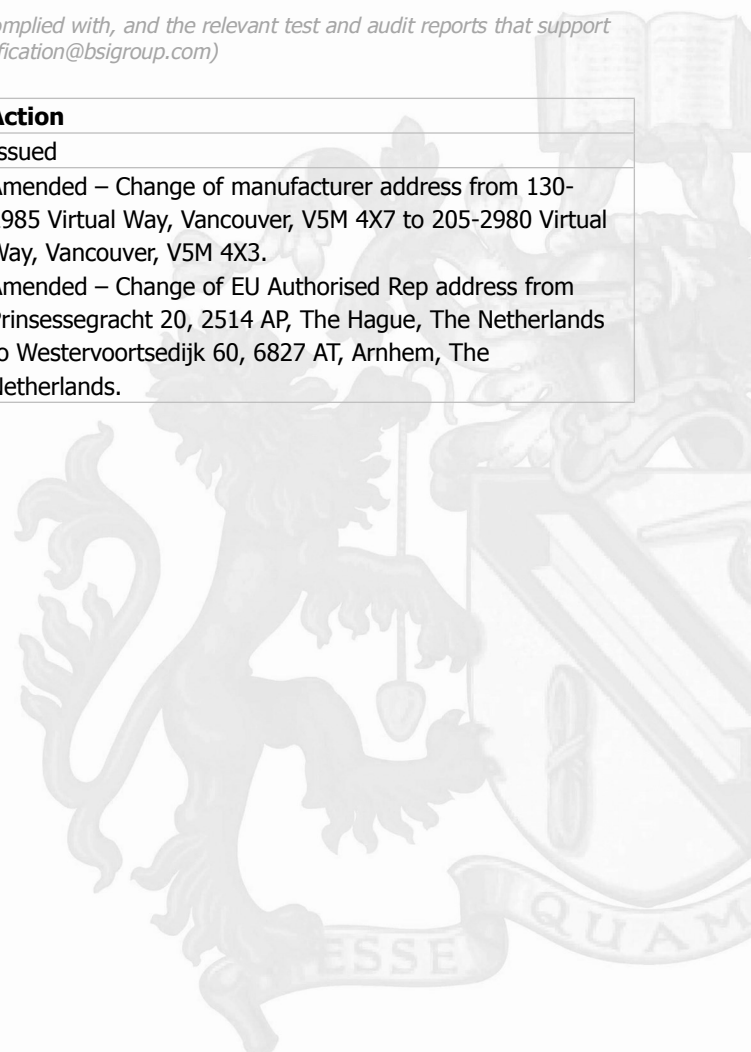 omplied with, and the relevant test and audit reports that support
fication@bsigroup.com)
Action
ssued
Amended – Change of manufacturer address from 130-
985 Virtual Way, Vancouver, V5M 4X7 to 205-2980 Virtual
Way, Vancouver, V5M 4X3.
Amended – Change of EU Authorised Rep address from
Prinsessegracht 20, 2514 AP, The Hague, The Netherlands
o Westervoortsedijk 60, 6827 AT, Arnhem, The
Netherlands.
ESSE QUAM